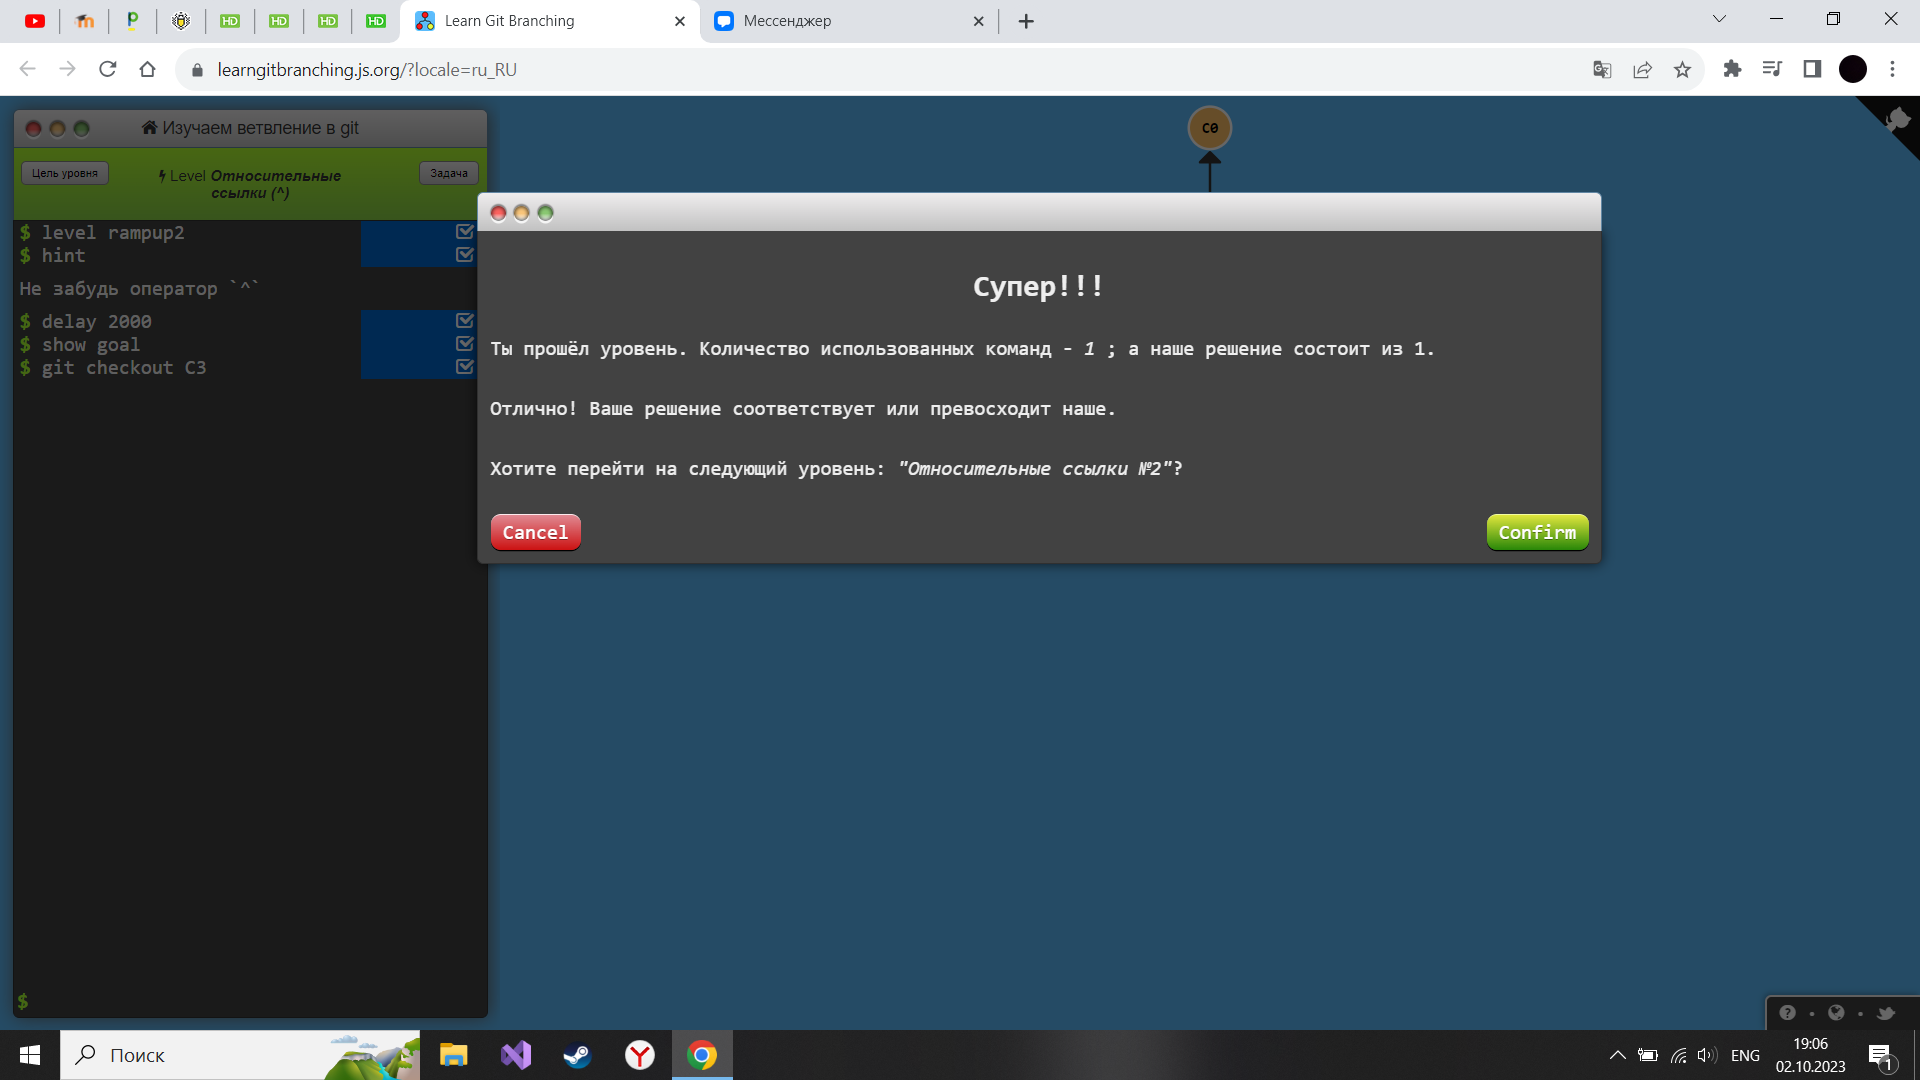 HD
HD
HD
HD
Learn Git Branching
Мессенджер
learngitbranching.js.org/?locale=ru_RU
Изучаем ветвление в git
Цель уровня
Level Относительные
ссылки (^)
Задача
$ level rampup2
$ hint
Не забудь оператор `^`
$ delay 2000
$ show goal
$ git checkout C3
$
C0
Супер!!!
Ты прошёл уровень. Количество использованных команд - 1 ; а наше решение состоит из 1.
Отлично! Ваше решение соответствует или превосходит наше.
Хотите перейти на следующий уровень: "Относительные ссылки №2"?
Cancel
Confirm
Поиск
ENG
19:06
02.10.2023
1